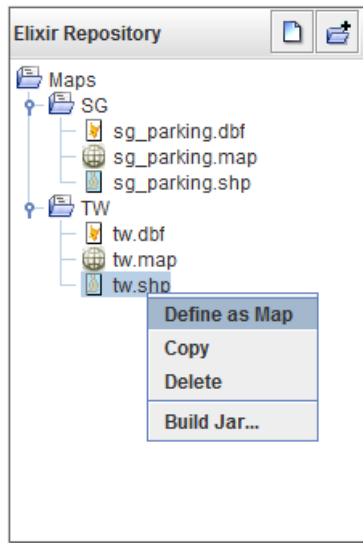 Elixir Repository
Maps
SG
sg_parking.dbf
sg_parking.map
sg_parking.shp
TW
tw.dbf
tw.map
tw.shp
Define as Map
Copy
Delete
Build Jar...